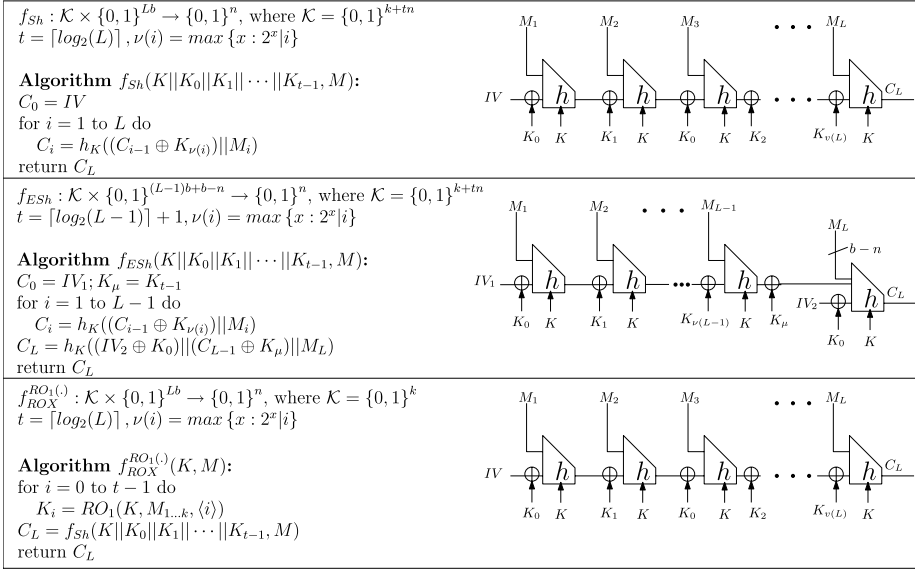 f_{Sh} : 𝒦 × {0, 1}^{Lb} → {0, 1}^n, where 𝒦 = {0, 1}^{k+tn}
t = ⌈log_2(L)⌉ , ν(i) = max {x : 2^x|i}
Algorithm f_{Sh}(K||K_0||K_1|| ··· ||K_{t−1}, M):
C_0 = IV
for i = 1 to L do
C_i = h_K((C_{i−1} ⊕ K_{ν(i)})||M_i)
return C_L
M_1 M_2 M_3 • • • M_L
IV ⊕ h ⊕ h ⊕ h ⊕ • • • ⊕ h C_L
K_0 K K_1 K K_0 K K_2 K_{v(L)} K
f_{ESh} : 𝒦 × {0, 1}^{(L−1)b+b−n} → {0, 1}^n, where 𝒦 = {0, 1}^{k+tn}
t = ⌈log_2(L − 1)⌉ + 1, ν(i) = max {x : 2^x|i}
Algorithm f_{ESh}(K||K_0||K_1|| ··· ||K_{t−1}, M):
C_0 = IV_1; K_μ = K_{t−1}
for i = 1 to L − 1 do
C_i = h_K((C_{i−1} ⊕ K_{ν(i)})||M_i)
C_L = h_K((IV_2 ⊕ K_0)||(C_{L−1} ⊕ K_μ)||M_L)
return C_L
M_1 M_2 • • • M_{L−1}
M_L
b − n
IV_1 ⊕ h ⊕ h ••• ⊕ h ⊕
IV_2 ⊕ h C_L
K_0 K K_1 K K_{ν(L−1)} K K_μ
K_0 K
f_{ROX}^{RO_1(.)} : 𝒦 × {0, 1}^{Lb} → {0, 1}^n, where 𝒦 = {0, 1}^k
t = ⌈log_2(L)⌉ , ν(i) = max {x : 2^x|i}
Algorithm f_{ROX}^{RO_1(.)}(K, M):
for i = 0 to t − 1 do
K_i = RO_1(K, M_{1...k}, ⟨i⟩)
C_L = f_{Sh}(K||K_0||K_1|| ··· ||K_{t−1}, M)
return C_L
M_1 M_2 M_3 • • • M_L
IV ⊕ h ⊕ h ⊕ h ⊕ • • • ⊕ h C_L
K_0 K K_1 K K_0 K K_2 K_{v(L)} K